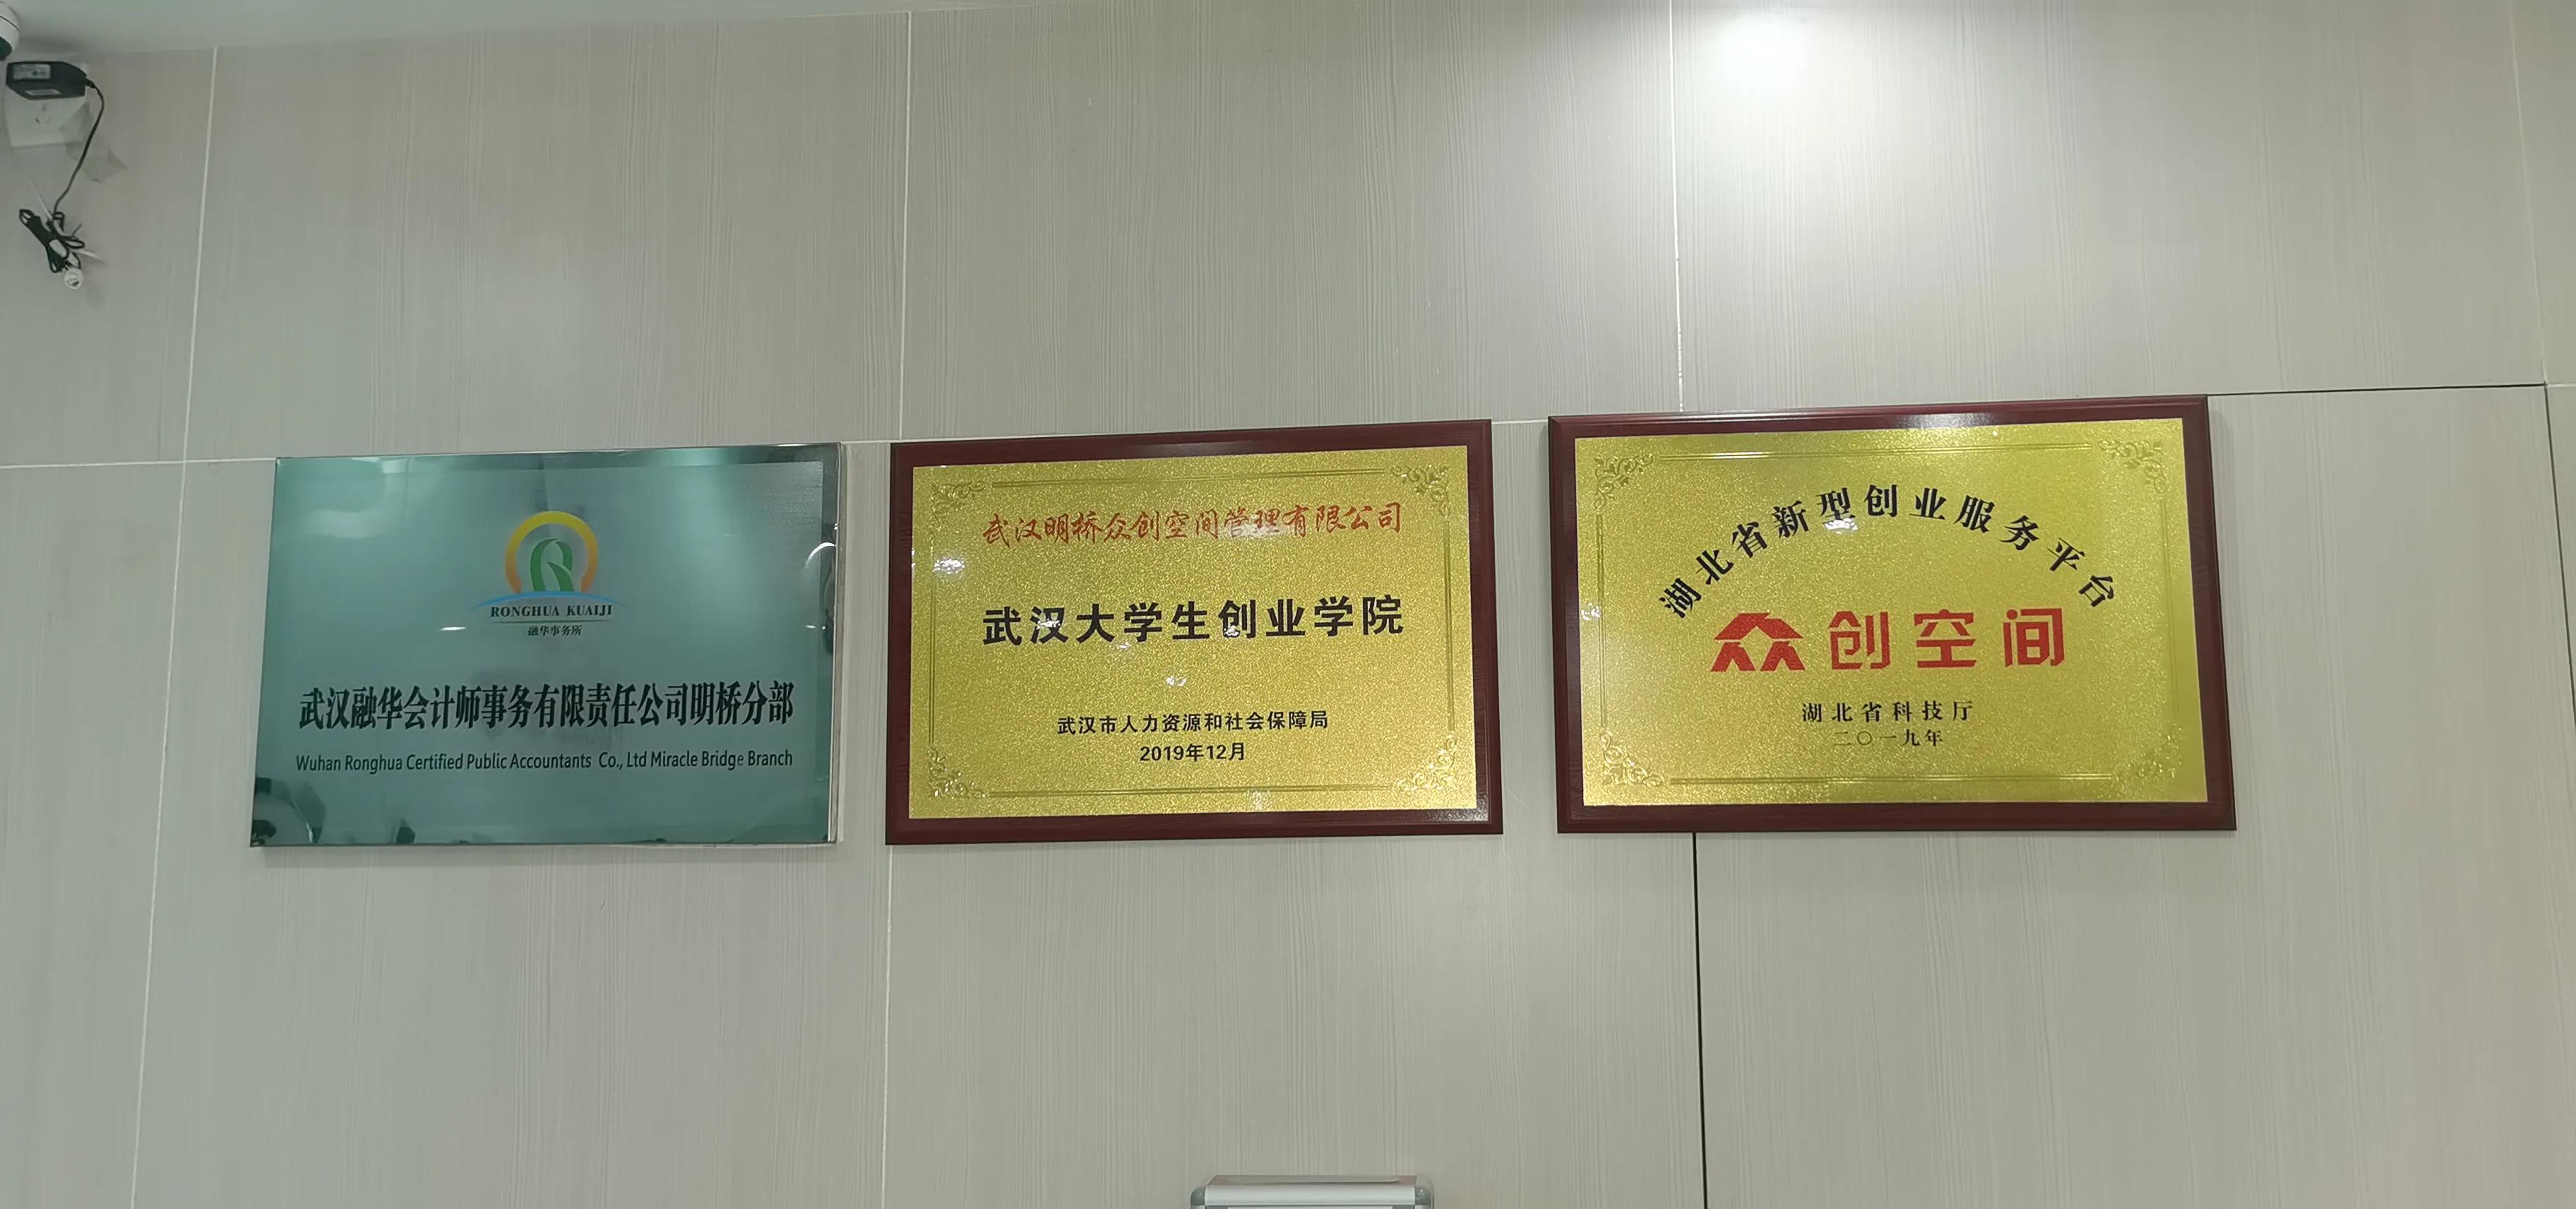 RONGHUA KUAIJI
融华事务所
武汉融华会计师事务有限责任公司明桥分部
Wuhan Ronghua Certified Public Accountants Co., Ltd Miracle Bridge Branch
武汉明桥众创空间管理有限公司
武汉大学生创业学院
武汉市人力资源和社会保障局
2019年12月
湖北省新型创业服务平台
众创空间
湖北省科技厅
二〇一九年